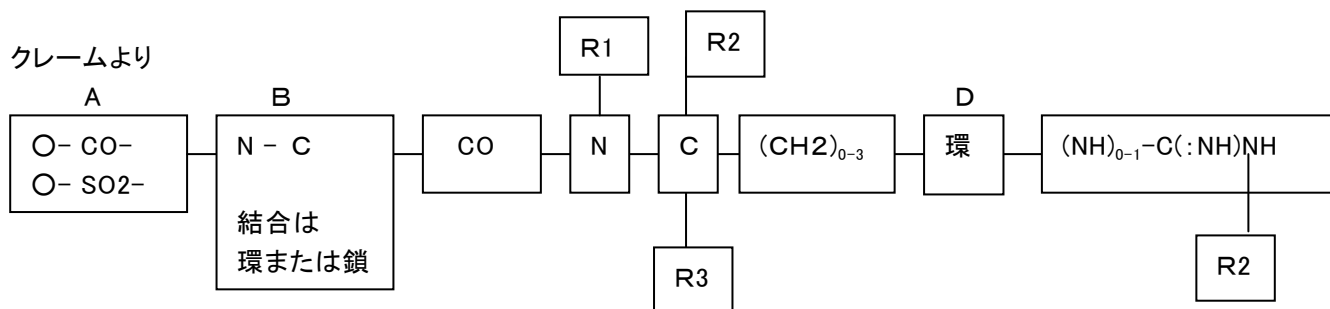 クレームより
R1
R2
A
B
D
○- CO-
○- SO2-
N - C
結合は
環または鎖
CO
N
C
(CH2)0-3
環
(NH)0-1-C(:NH)NH
R3
R2